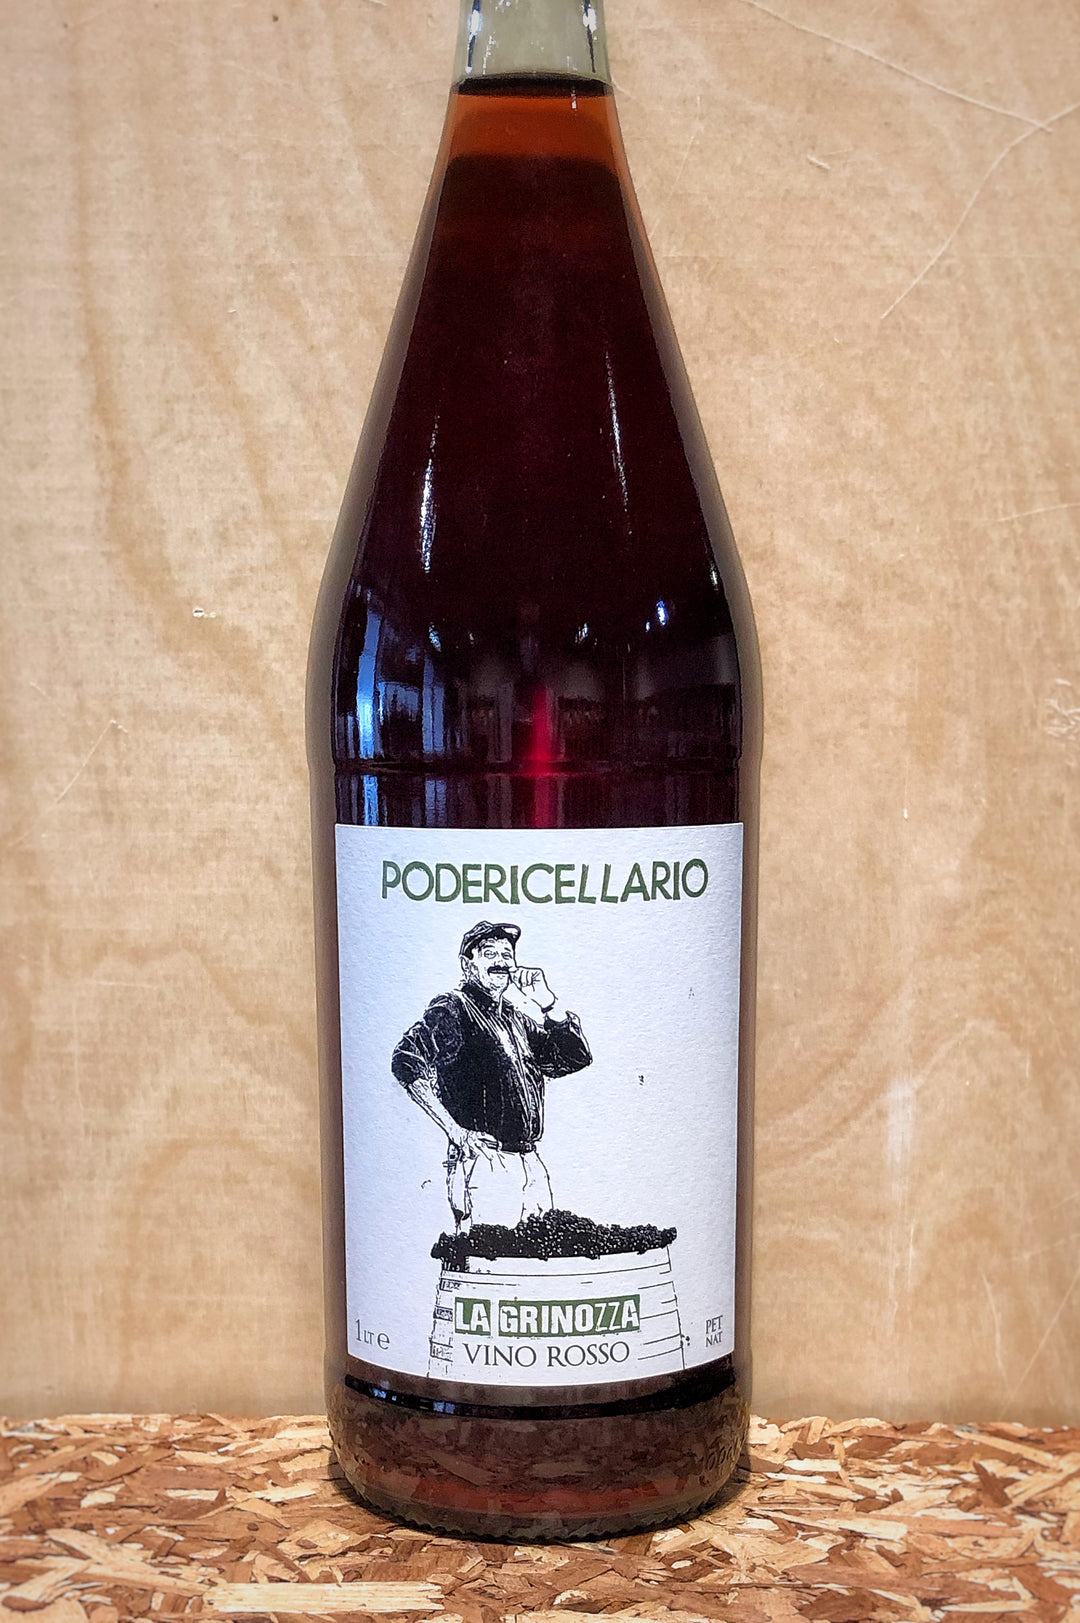 PODERICELLARIO
LA GRINOZZA
VINO ROSSO
1 LT e
PET
NAT